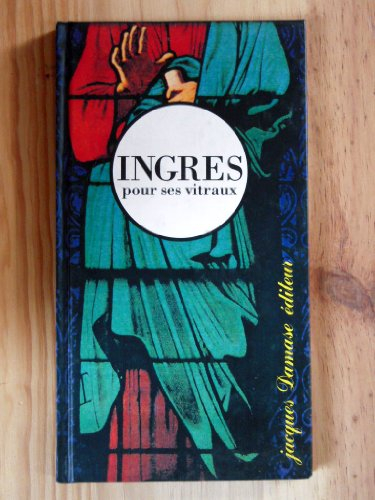 INGRES
pour ses vitraux
jacques Damase éditeur